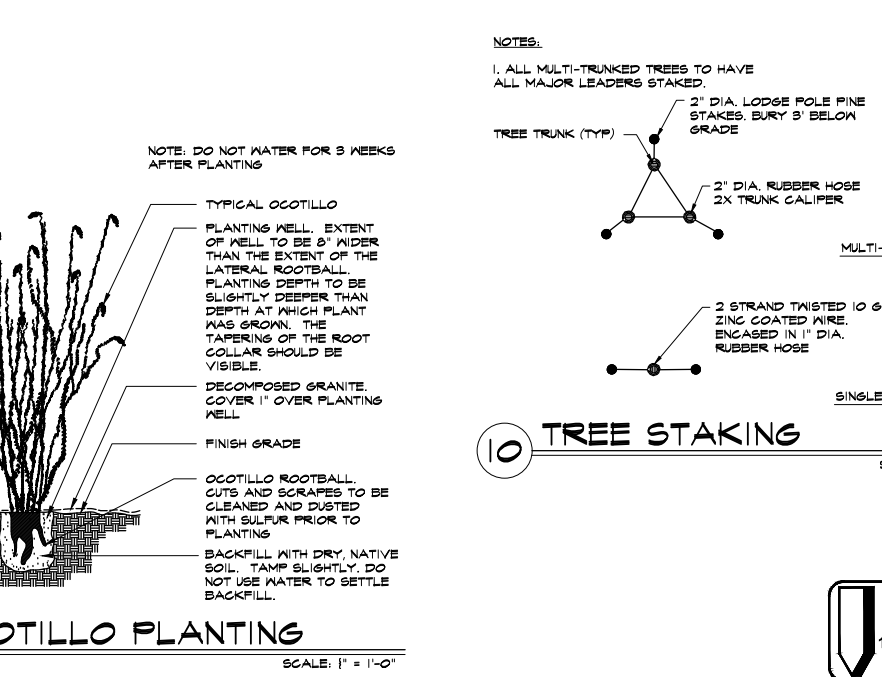 NOTE: DO NOT WATER FOR 3 WEEKS
AFTER PLANTING
TYPICAL OCOTILLO
PLANTING WELL. EXTENT
OF WELL TO BE 8" WIDER
THAN THE EXTENT OF THE
LATERAL ROOTBALL.
PLANTING DEPTH TO BE
SLIGHTLY DEEPER THAN
DEPTH AT WHICH PLANT
WAS GROWN. THE
TAPERING OF THE ROOT
COLLAR SHOULD BE
VISIBLE.
DECOMPOSED GRANITE.
COVER 1" OVER PLANTING
WELL
FINISH GRADE
OCOTILLO ROOTBALL.
CUTS AND SCRAPES TO BE
CLEANED AND DUSTED
WITH SULFUR PRIOR TO
PLANTING
BACKFILL WITH DRY, NATIVE
SOIL. TAMP SLIGHTLY. DO
NOT USE WATER TO SETTLE
BACKFILL.
OTILLO PLANTING
SCALE: = 1'-0"
NOTES:
1. ALL MULTI-TRUNKED TREES TO HAVE
ALL MAJOR LEADERS STAKED.
2" DIA. LODGE POLE PINE
STAKES. BURY 3' BELOW
GRADE
TREE TRUNK (TYP)
2" DIA. RUBBER HOSE
2X TRUNK CALIPER
MULTI-
2 STRAND TWISTED 10 G
ZINC COATED WIRE.
ENCASED IN 1" DIA.
RUBBER HOSE
SINGLE
10 TREE STAKING
S